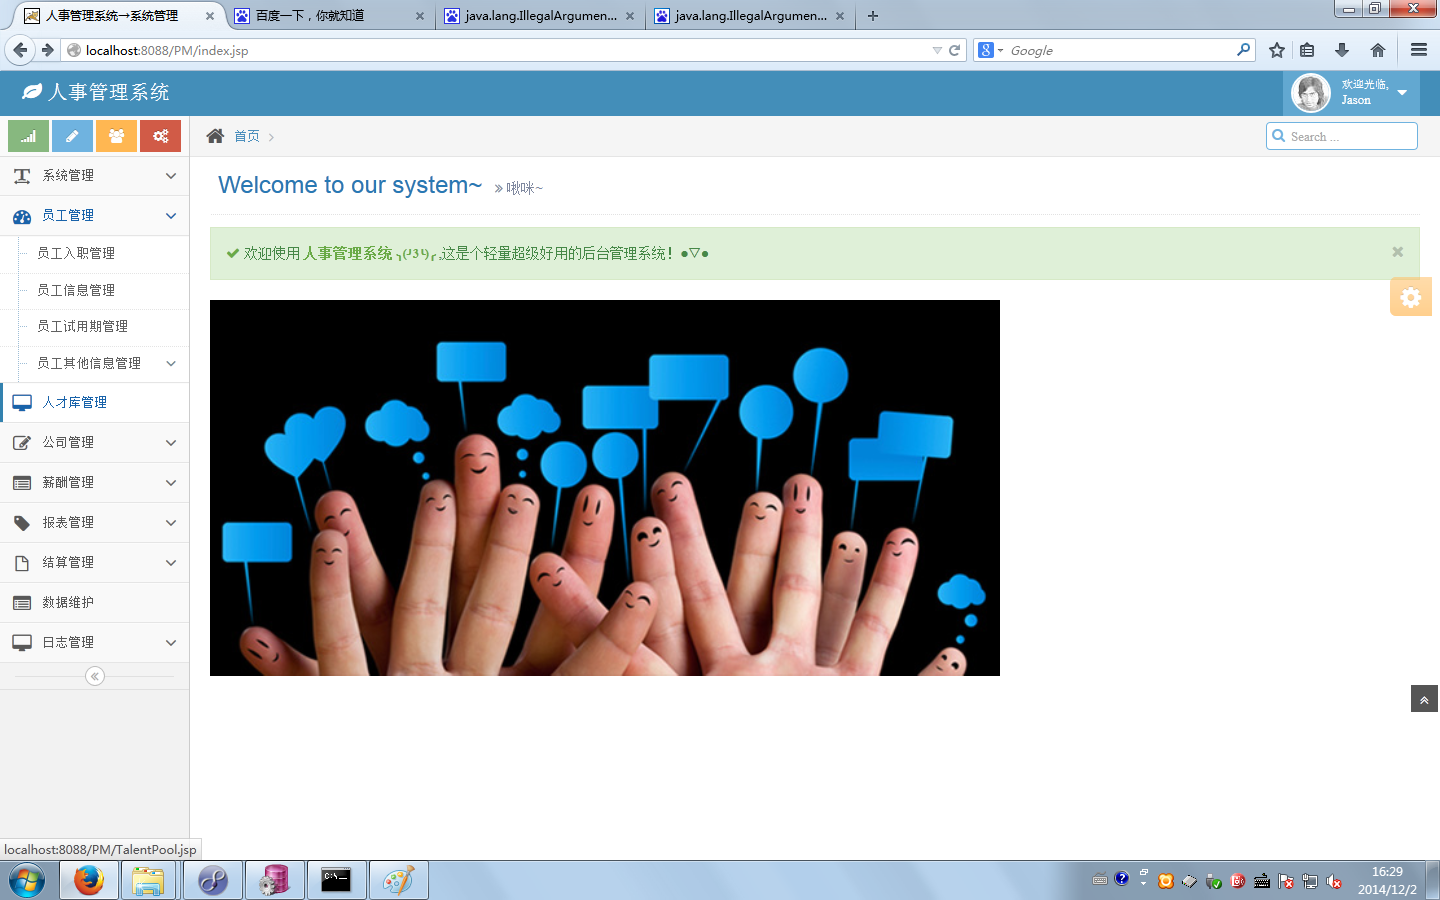 人事管理系统→系统管理
百度一下，你就知道
java.lang.IllegalArgumen...
java.lang.IllegalArgumen...
localhost:8088/PM/index.jsp
Google
人事管理系统
欢迎光临,
Jason
首页
Search ...
系统管理
员工管理
员工入职管理
员工信息管理
员工试用期管理
员工其他信息管理
人才库管理
公司管理
薪酬管理
报表管理
结算管理
数据维护
日志管理
Welcome to our system~ » 啾咪~
欢迎使用 人事管理系统 ╮(╯3╰)╭ ,这是个轻量超级好用的后台管理系统！●▽●
localhost:8088/PM/TalentPool.jsp
16:29
2014/12/2